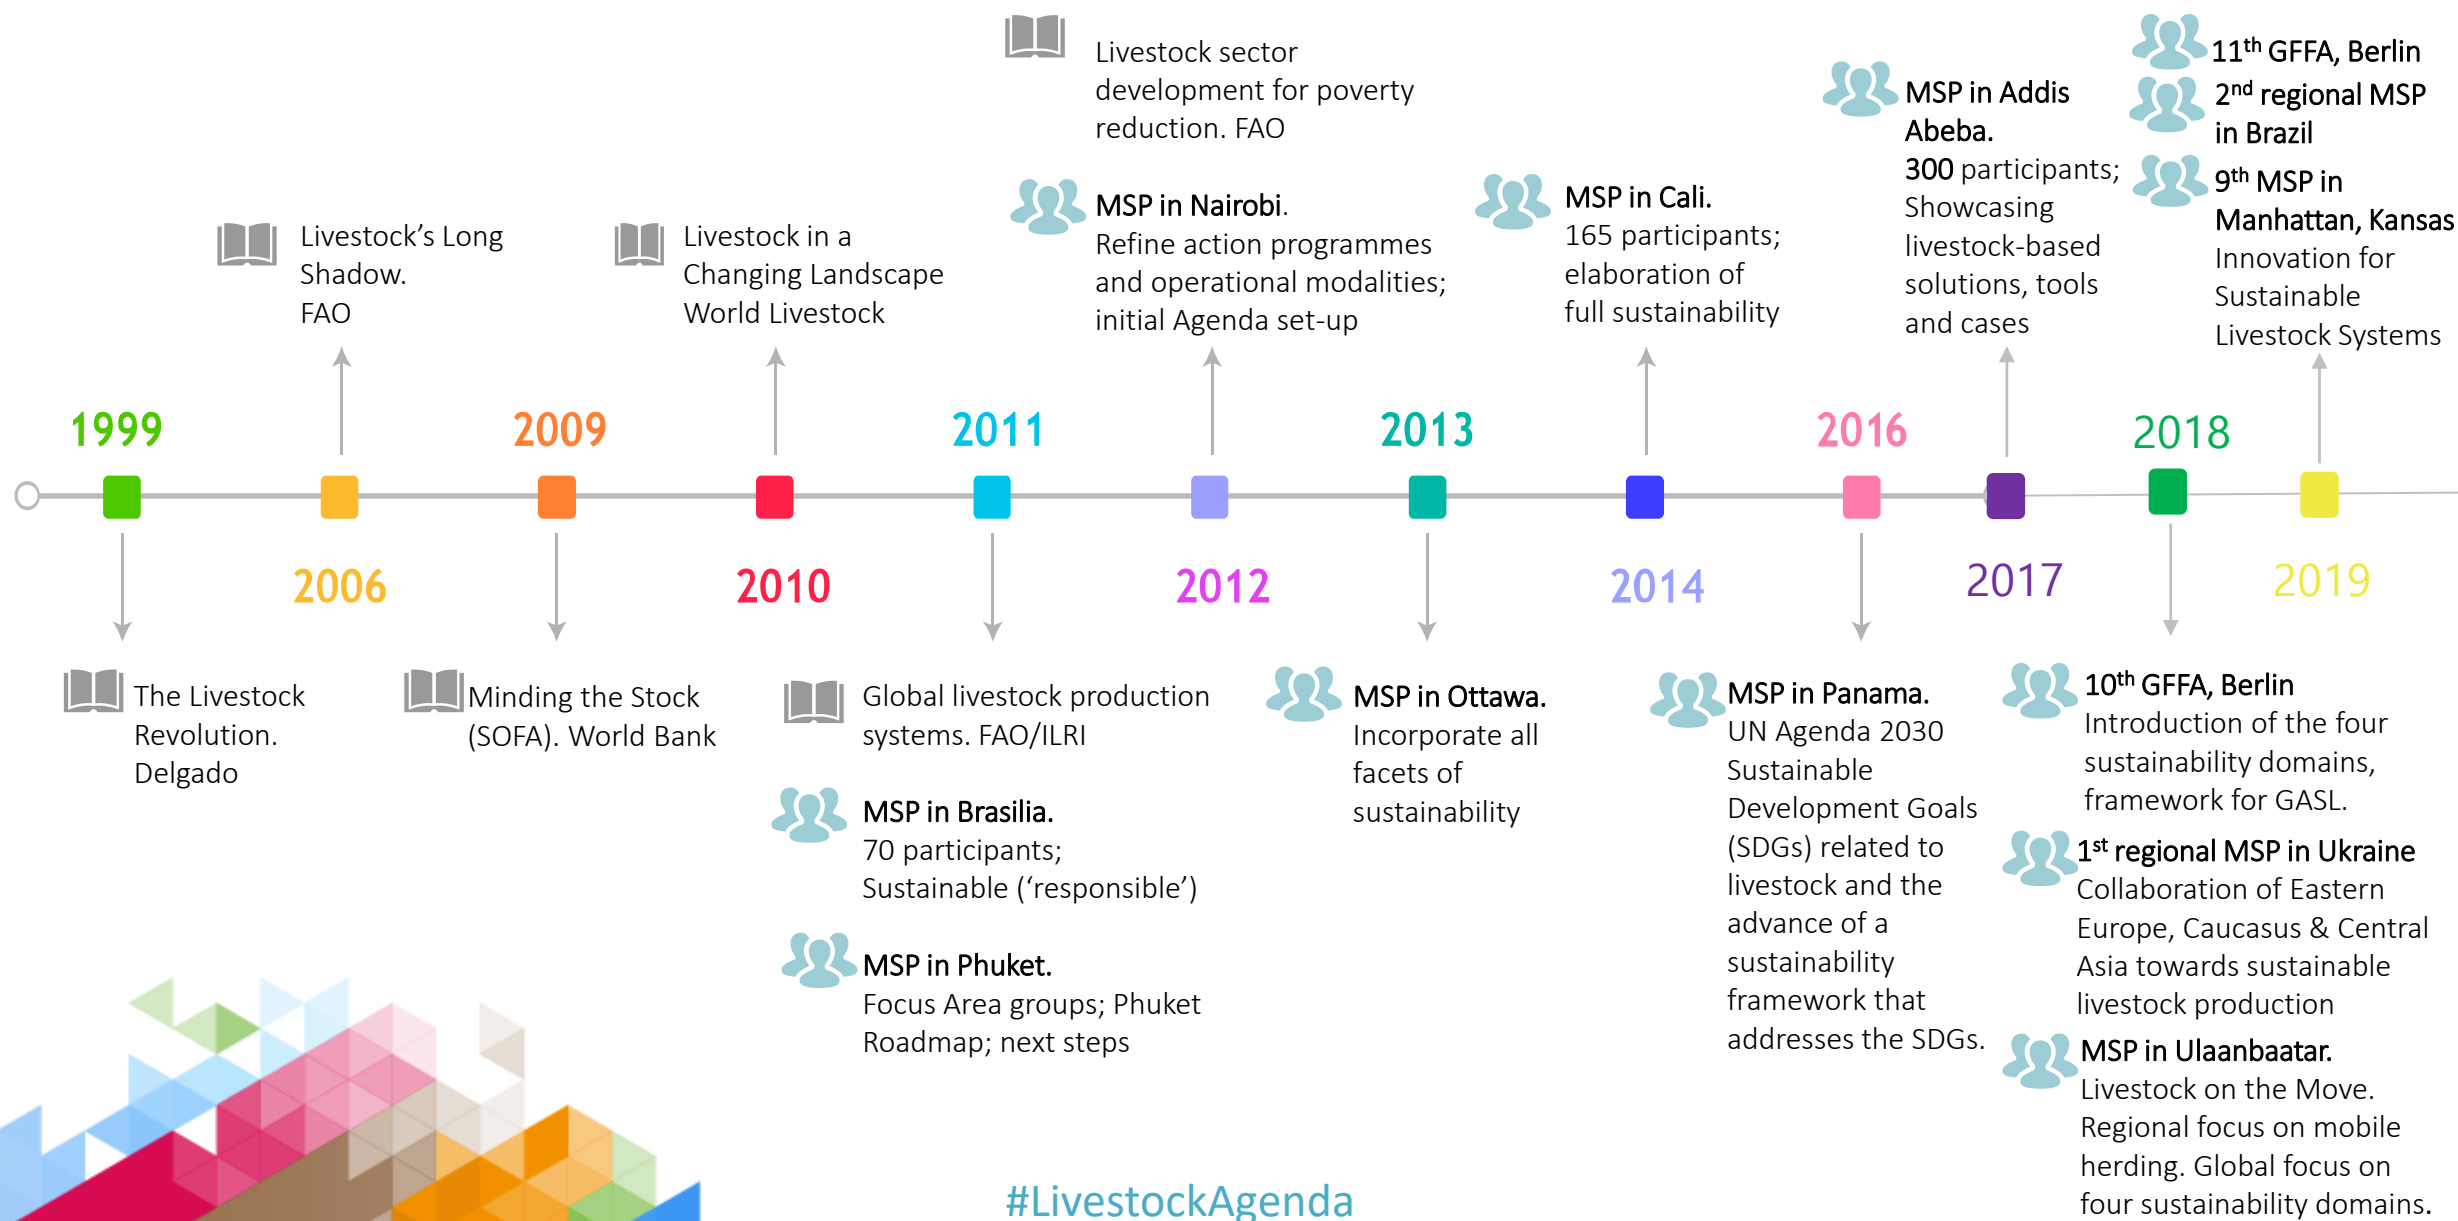 Livestock sector
development for poverty
reduction. FAO
MSP in Nairobi.
Refine action programmes
and operational modalities;
initial Agenda set-up
Livestock's Long
Shadow.
FAO
Livestock in a
Changing Landscape
World Livestock
MSP in Cali.
165 participants;
elaboration of
full sustainability
MSP in Addis
Abeba.
300 participants;
Showcasing
livestock-based
solutions, tools
and cases
11th GFFA, Berlin
2nd regional MSP
in Brazil
9th MSP in
Manhattan, Kansas
Innovation for
Sustainable
Livestock Systems
1999
2009
2011
2013
2016
2018
2006
2010
2012
2014
2017
2019
The Livestock
Revolution.
Delgado
Minding the Stock
(SOFA). World Bank
Global livestock production
systems. FAO/ILRI
MSP in Brasilia.
70 participants;
Sustainable (‘responsible’)
MSP in Phuket.
Focus Area groups; Phuket
Roadmap; next steps
MSP in Ottawa.
Incorporate all
facets of
sustainability
MSP in Panama.
UN Agenda 2030
Sustainable
Development Goals
(SDGs) related to
livestock and the
advance of a
sustainability
framework that
addresses the SDGs.
10th GFFA, Berlin
Introduction of the four
sustainability domains,
framework for GASL.
1st regional MSP in Ukraine
Collaboration of Eastern
Europe, Caucasus & Central
Asia towards sustainable
livestock production
MSP in Ulaanbaatar.
Livestock on the Move.
Regional focus on mobile
herding. Global focus on
four sustainability domains.
#LivestockAgenda